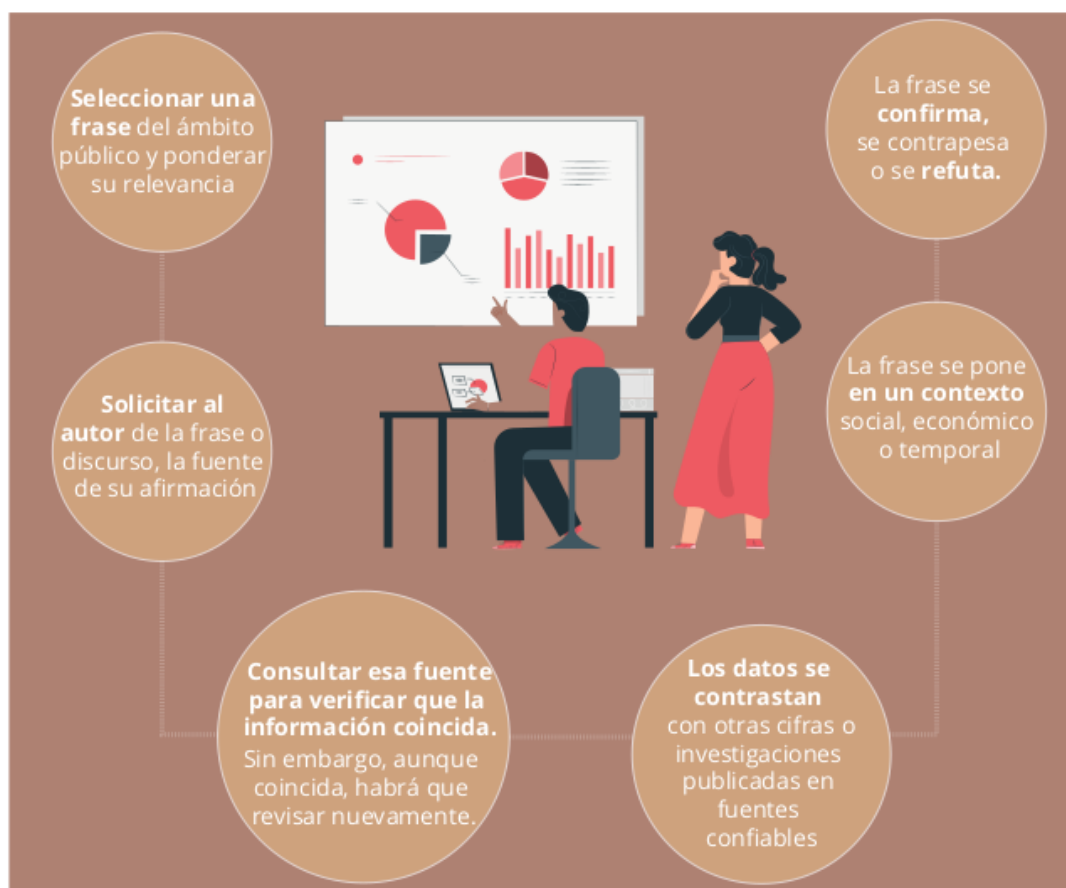 Seleccionar una
frase del ámbito
público y ponderar
su relevancia
Solicitar al
autor de la frase o
discurso, la fuente
de su afirmación
Consultar esa fuente
para verificar que la
información coincida.
Sin embargo, aunque
coincida, habrá que
revisar nuevamente.
Los datos se
contrastan
con otras cifras o
investigaciones
publicadas en
fuentes
confiables
La frase se pone
en un contexto
social, económico
o temporal
La frase se
confirma,
se contrapesa
o se refuta.